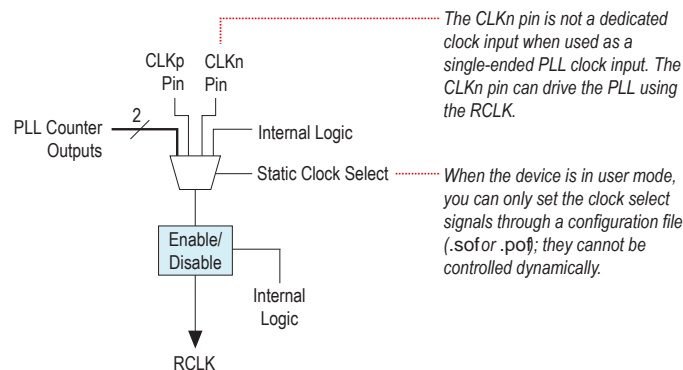 The CLKn pin is not a dedicated
clock input when used as a
single-ended PLL clock input. The
CLKn pin can drive the PLL using
the RCLK.
CLKp
Pin
CLKn
Pin
2
PLL Counter
Outputs
Internal Logic
Static Clock Select
When the device is in user mode,
you can only set the clock select
signals through a configuration file
(.sof or .pof); they cannot be
controlled dynamically.
Enable/
Disable
Internal
Logic
RCLK